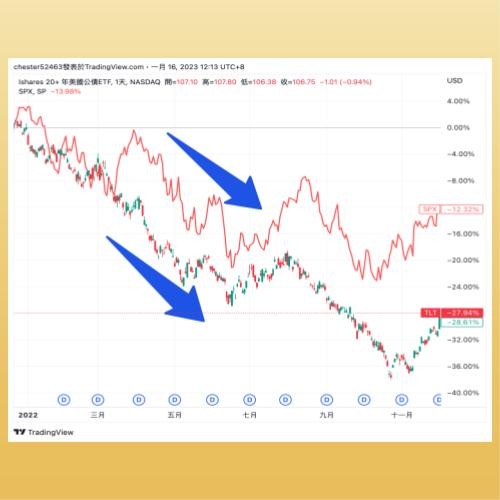 chester52463發表於TradingView.com · 一月 16, 2023 12:13 UTC+8
Ishares 20+ 年美國公債ETF, 1天, NASDAQ 開=107.10 高=107.80 低=106.38 收=106.75 −1.01 (−0.94%)
SPX, SP −13.98%
USD
4.00%
0.00%
−4.00%
−8.00%
SPX −12.32%
−16.00%
−20.00%
−24.00%
TLT −27.94%
−28.61%
−32.00%
−36.00%
−40.00%
D D D D D D D D D D
2022 三月 五月 七月 九月 十一月
TradingView